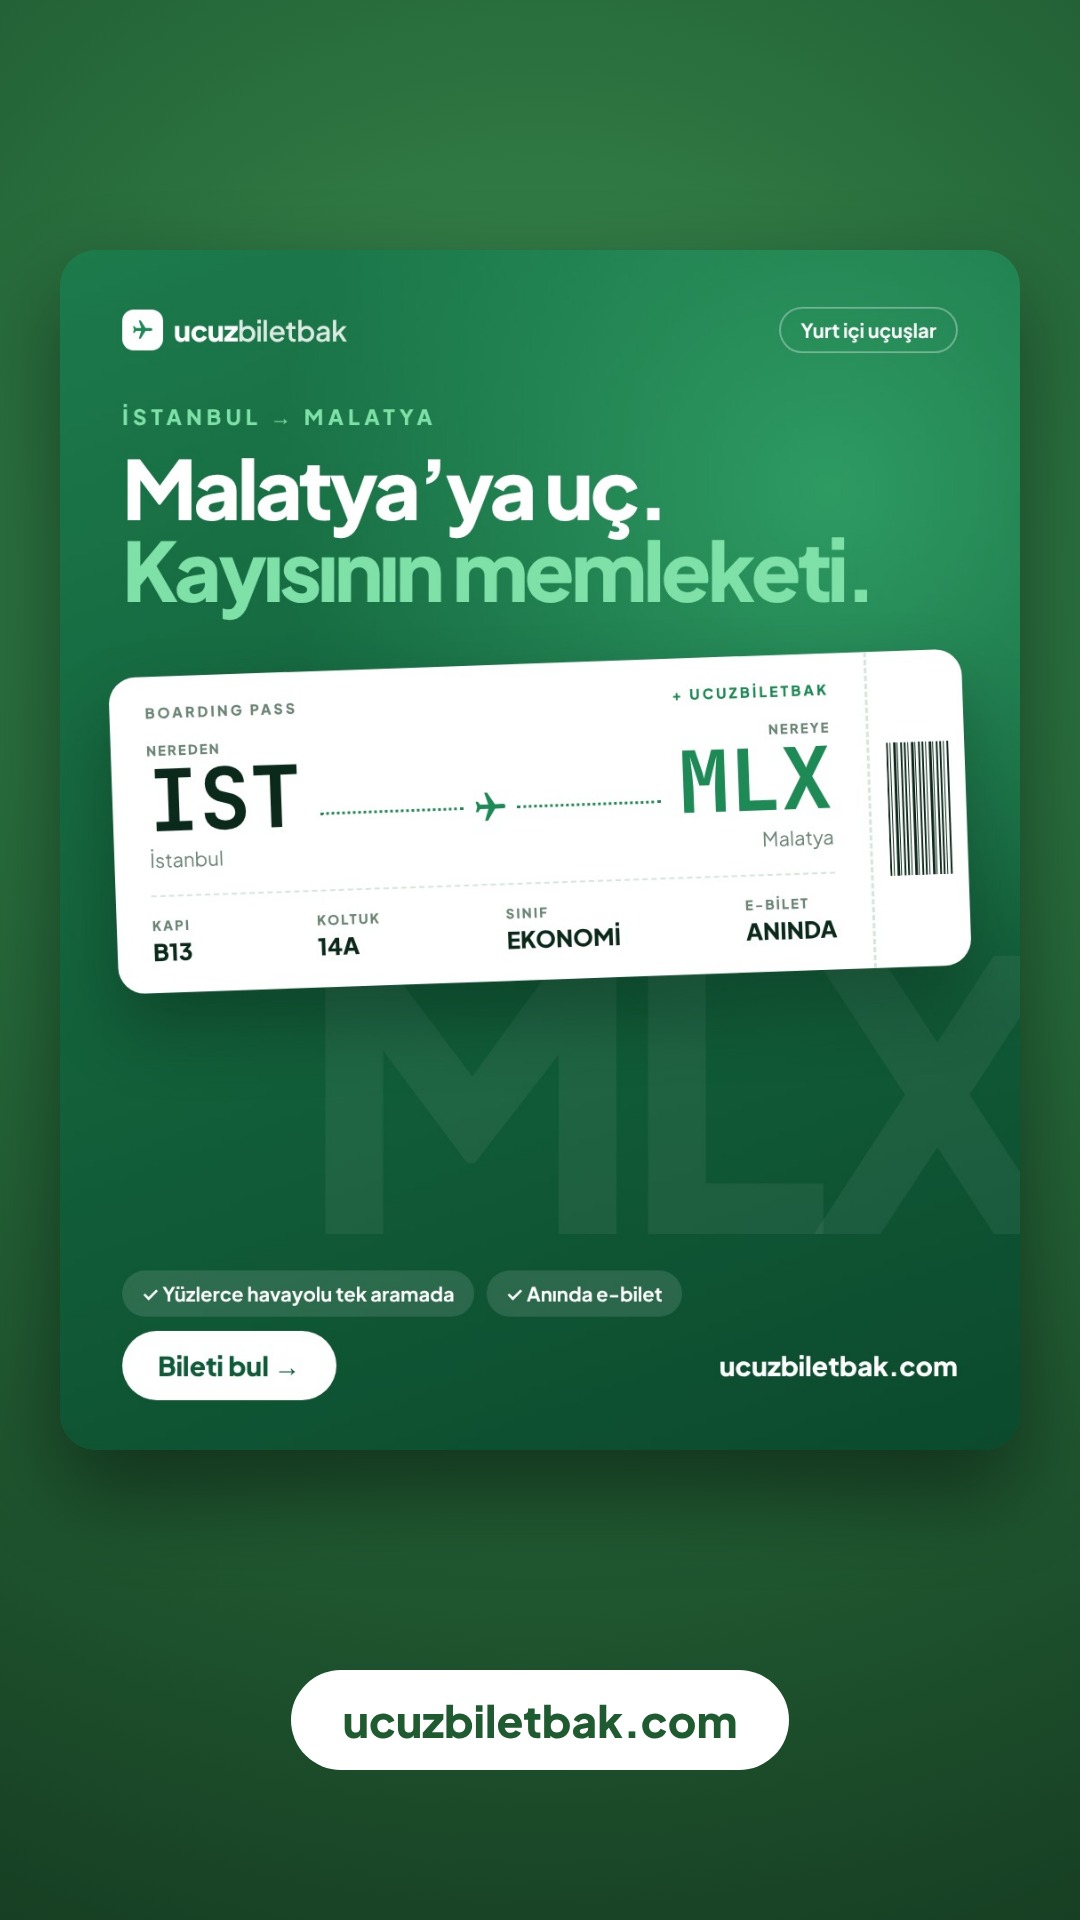 ucuzbiletbak
Yurt içi uçuşlar
İSTANBUL → MALATYA
Malatya’ya uç.
Kayısının memleketi.
BOARDING PASS
+ UCUZBİLETBAK
NEREDEN
NEREYE
IST
MLX
İstanbul
Malatya
KAPI
KOLTUK
SINIF
E-BİLET
B13
14A
EKONOMİ
ANINDA
MLX
✓ Yüzlerce havayolu tek aramada
✓ Anında e-bilet
Bileti bul →
ucuzbiletbak.com
ucuzbiletbak.com